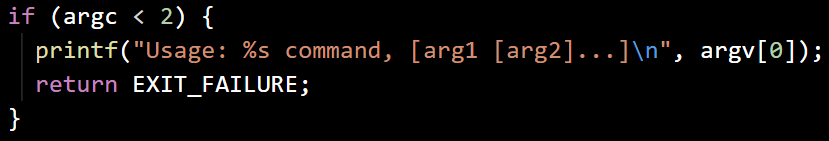 if (argc < 2) {
  printf("Usage: %s command, [arg1 [arg2]...]\n", argv[0]);
  return EXIT_FAILURE;
}